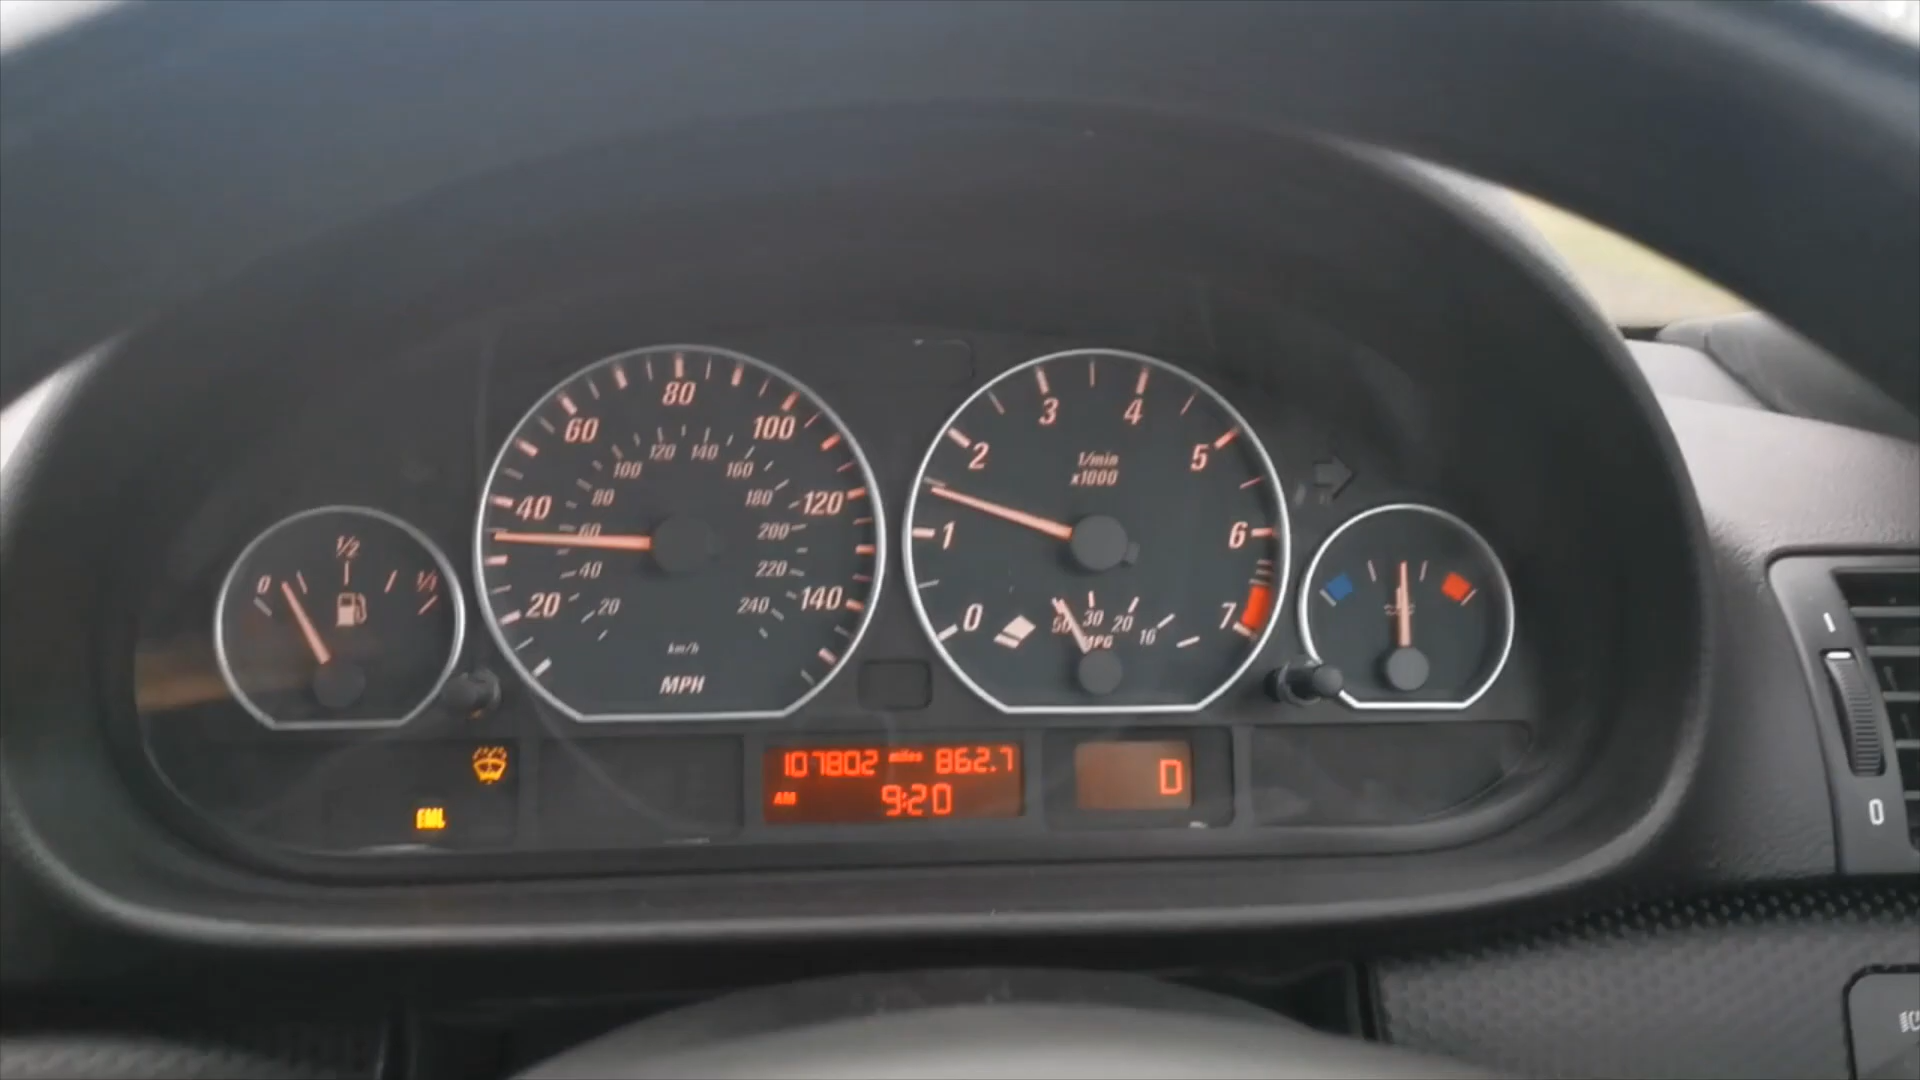 0 1/2 1/1
20 40 60 80 100 120 140
20 40 60 80 100 120 140 160 180 200 220 240
km/h
MPH
0 1 2 3 4 5 6 7
1/min
x1000
50 30 20 16
MPG
107802 miles 862.7
AM 9:20
D
EML
1
0